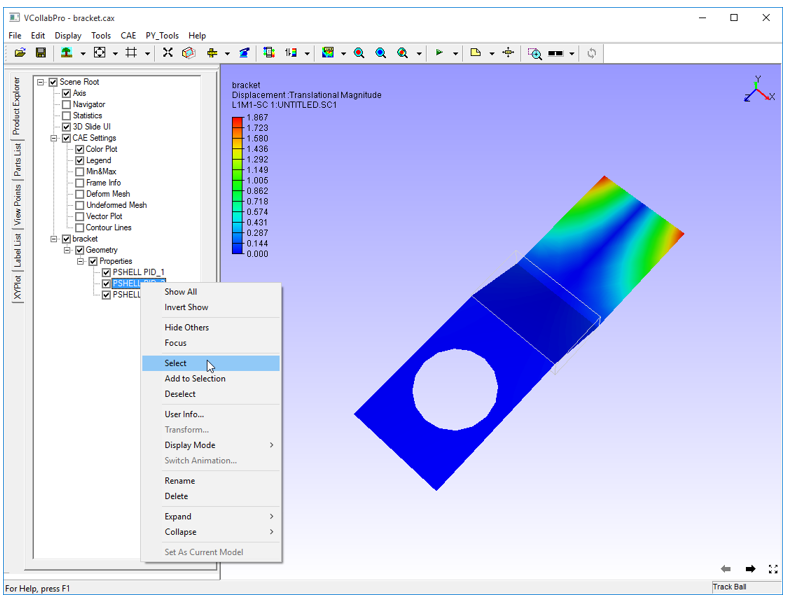 VCollabPro - bracket.cax
File Edit Display Tools CAE PY_Tools Help
Product Explorer
Parts List
View Points
Label List
XYPlot
Scene Root
Axis
Navigator
Statistics
3D Slide UI
CAE Settings
Color Plot
Legend
Min&Max
Frame Info
Deform Mesh
Undeformed Mesh
Vector Plot
Contour Lines
bracket
Geometry
Properties
PSHELL PID_1
PSHELL
PSHELL
Show All
Invert Show
Hide Others
Focus
Select
Add to Selection
Deselect
User Info...
Transform...
Display Mode
Switch Animation...
Rename
Delete
Expand
Collapse
Set As Current Model
bracket
Displacement :Translational Magnitude
L1M1-SC 1:UNTITLED.SC1
1.867
1.723
1.580
1.436
1.292
1.149
1.005
0.862
0.718
0.574
0.431
0.287
0.144
0.000
Y
Z X
For Help, press F1
Track Ball